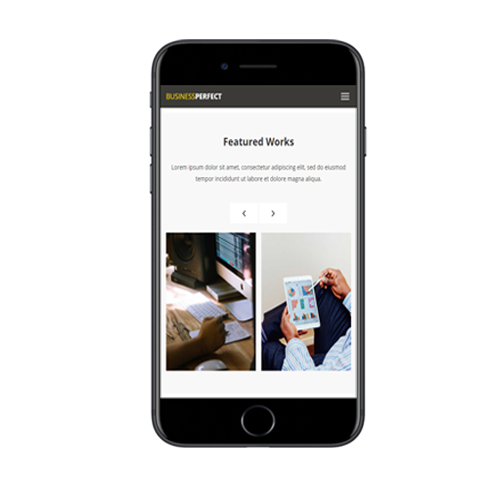 BUSINESSPERFECT
Featured Works
Lorem ipsum dolor sit amet, consectetur adipiscing elit, sed do eiusmod
tempor incididunt ut labore et dolore magna aliqua.